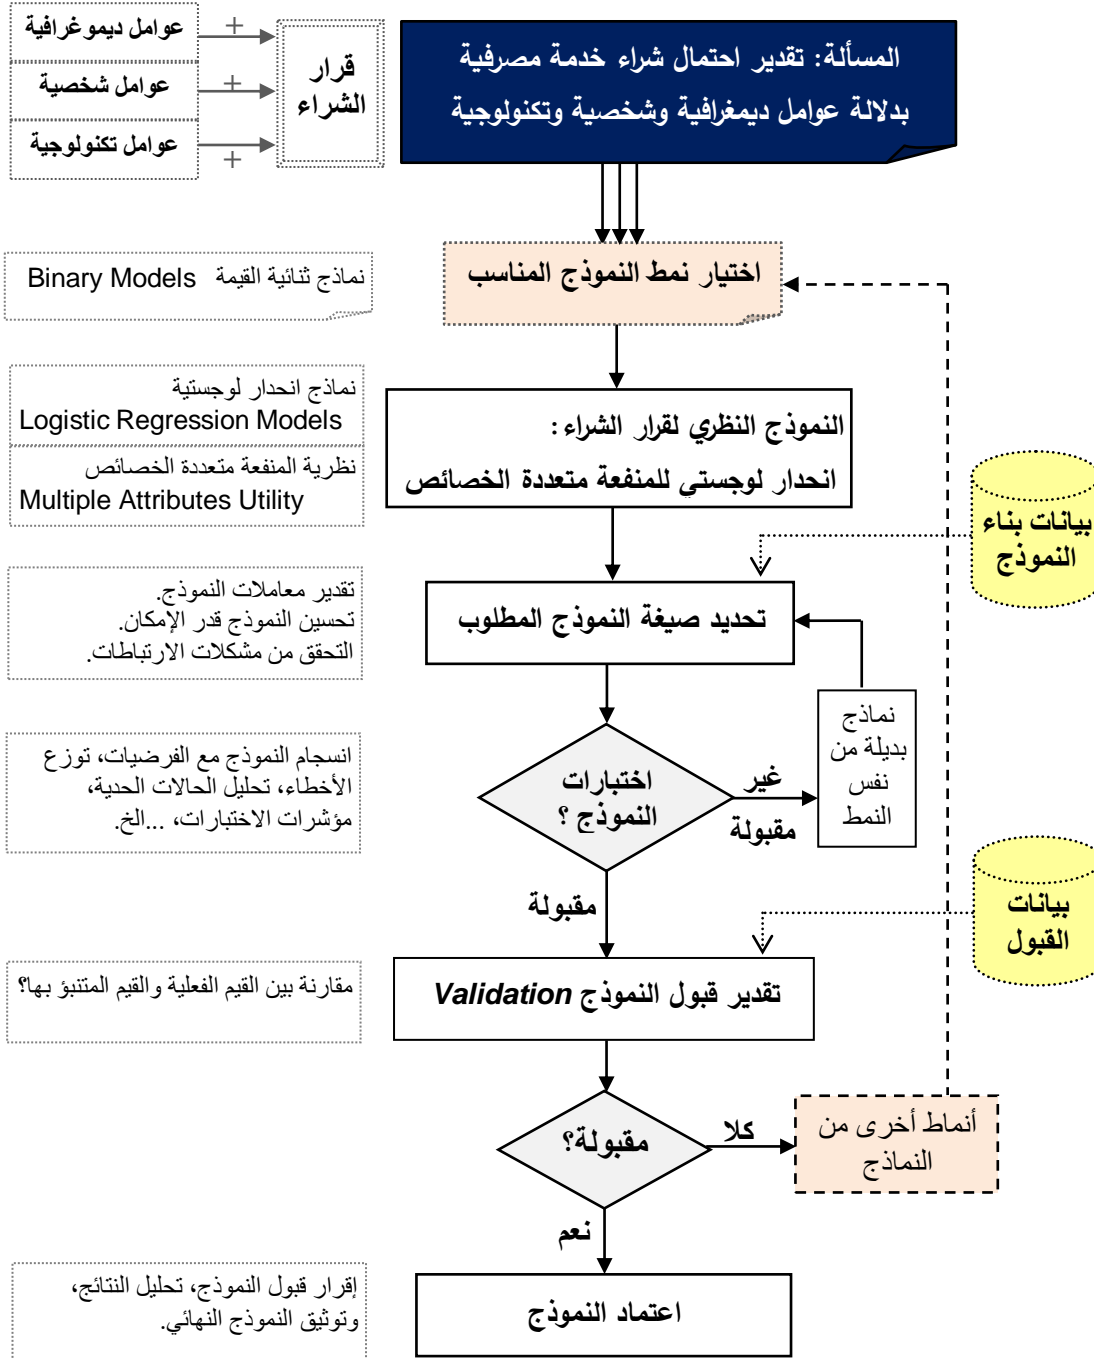 عوامل ديموغرافية
عوامل شخصية
عوامل تكنولوجية
+
+
+
قرار
الشراء
المسألة: تقدير احتمال شراء خدمة مصرفية
بدلالة عوامل ديمغرافية وشخصية وتكنولوجية
اختيار نمط النموذج المناسب
نماذج ثنائية القيمة Binary Models
النموذج النظري لقرار الشراء:
انحدار لوجستي للمنفعة متعددة الخصائص
نماذج انحدار لوجستية
Logistic Regression Models
نظرية المنفعة متعددة الخصائص
Multiple Attributes Utility
بيانات بناء
النموذج
تحديد صيغة النموذج المطلوب
تقدير معاملات النموذج.
تحسين النموذج قدر الإمكان.
التحقق من مشكلات الارتباطات.
نماذج
بديلة من
نفس
النمط
اختبارات
النموذج ؟
غير
مقبولة
انسجام النموذج مع الفرضيات، توزع
الأخطاء، تحليل الحالات الحدية،
مؤشرات الاختبارات، ...الخ.
مقبولة
بيانات
القبول
تقدير قبول النموذج Validation
مقارنة بين القيم الفعلية والقيم المتنبؤ بها؟
مقبولة؟
كلا
أنماط أخرى من
النماذج
نعم
اعتماد النموذج
إقرار قبول النموذج، تحليل النتائج،
وتوثيق النموذج النهائي.